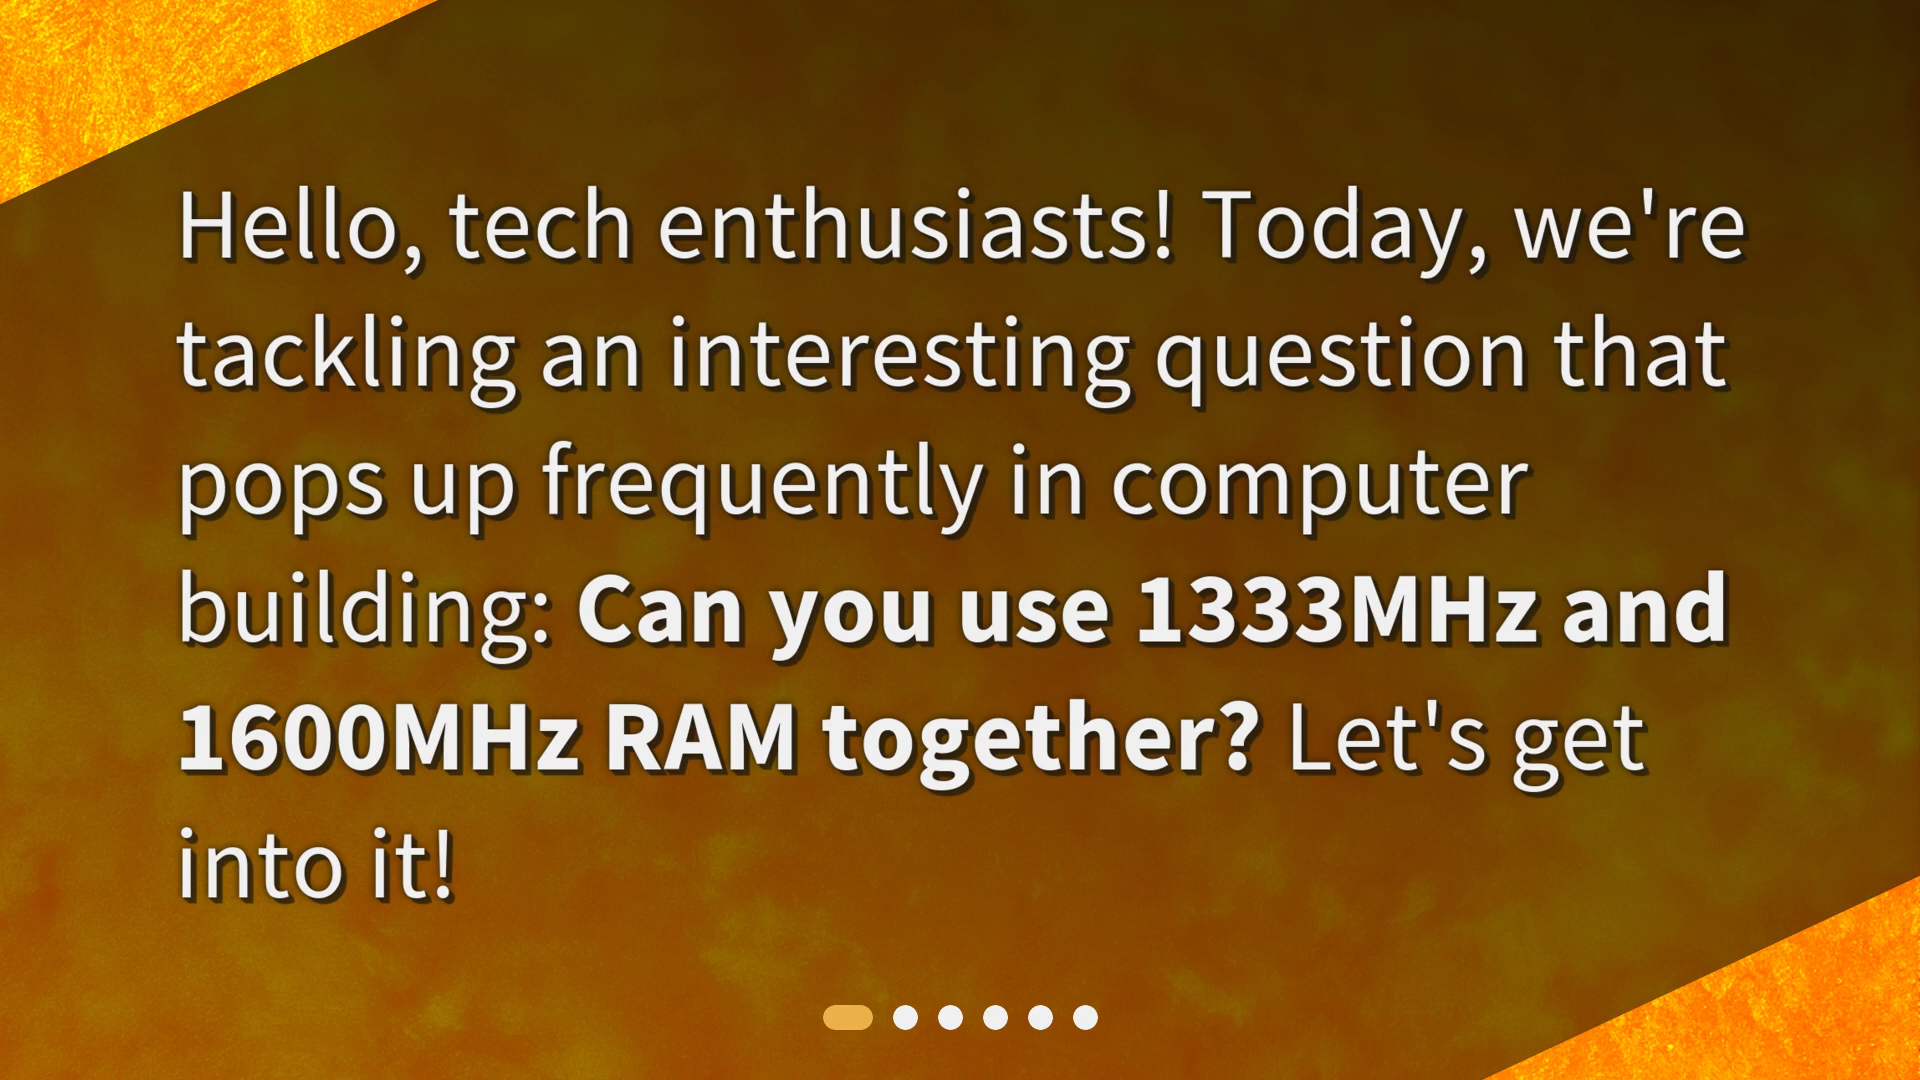 Hello, tech enthusiasts! Today, we're
tackling an interesting question that
pops up frequently in computer
building: Can you use 1333MHz and
1600MHz RAM together? Let's get
into it!